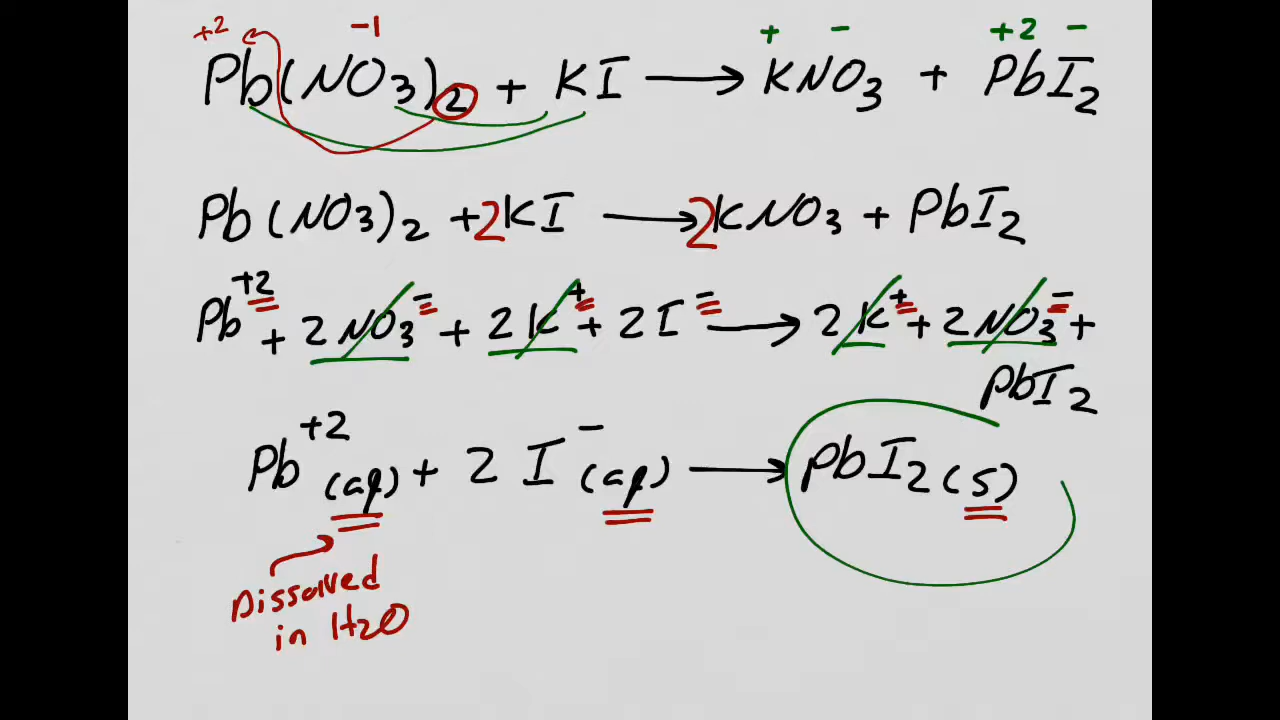 +2 -1 + - +2 -
Pb(NO3)2 + KI → KNO3 + PbI2
Pb(NO3)2 + 2KI → 2KNO3 + PbI2
Pb+2 + 2NO3- + 2K+ + 2I- → 2K+ + 2NO3- +
PbI2
Pb+2(aq) + 2I-(aq) → PbI2(s)
Dissolved
in H2O